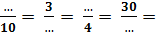 .../10 = 3/... = .../4 = 30/... =